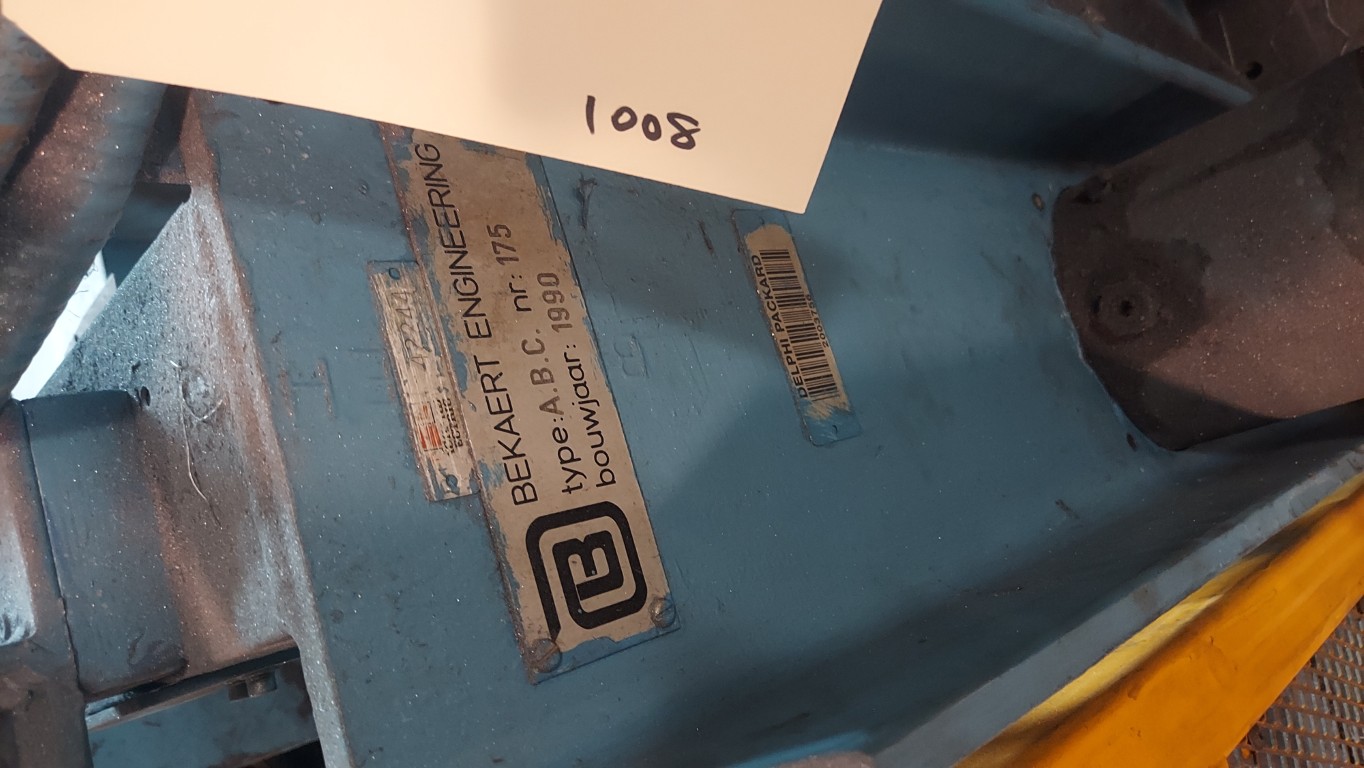 1008
BEKAERT ENGINEERING
type: A.B.C. nr: 175
bouwjaar: 1990
DELPHI PACKARD